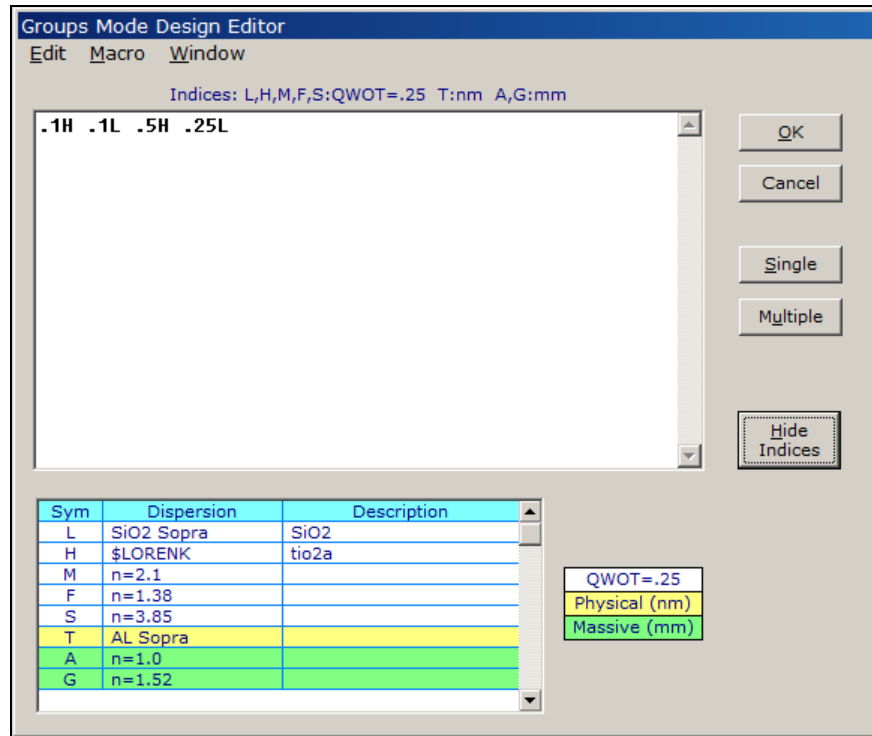 Groups Mode Design Editor
Edit Macro Window
Indices: L,H,M,F,S:QWOT=.25 T:nm A,G:mm
.1H .1L .5H .25L
OK
Cancel
Single
Multiple
Hide
Indices
Sym Dispersion Description
L SiO2 Sopra SiO2
H $LORENK tio2a
M n=2.1
F n=1.38
S n=3.85
T AL Sopra
A n=1.0
G n=1.52
QWOT=.25
Physical (nm)
Massive (mm)